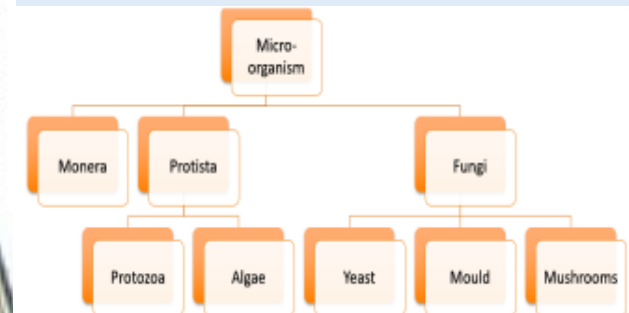 Micro-
organism
Monera
Protista
Fungi
Protozoa
Algae
Yeast
Mould
Mushrooms